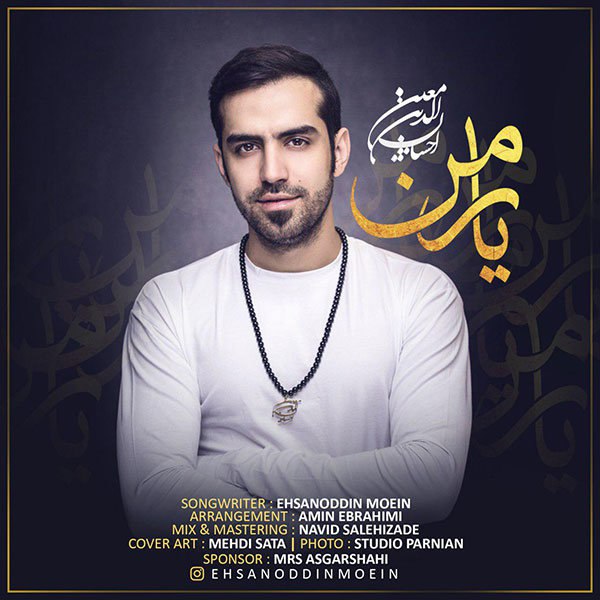 احسان الدین معین
یار من
SONGWRITER : EHSANODDIN MOEIN
ARRANGEMENT : AMIN EBRAHIMI
MIX & MASTERING : NAVID SALEHIZADE
COVER ART : MEHDI SATA | PHOTO : STUDIO PARNIAN
SPONSOR : MRS ASGARSHAHI
EHSANODDINMOEIN